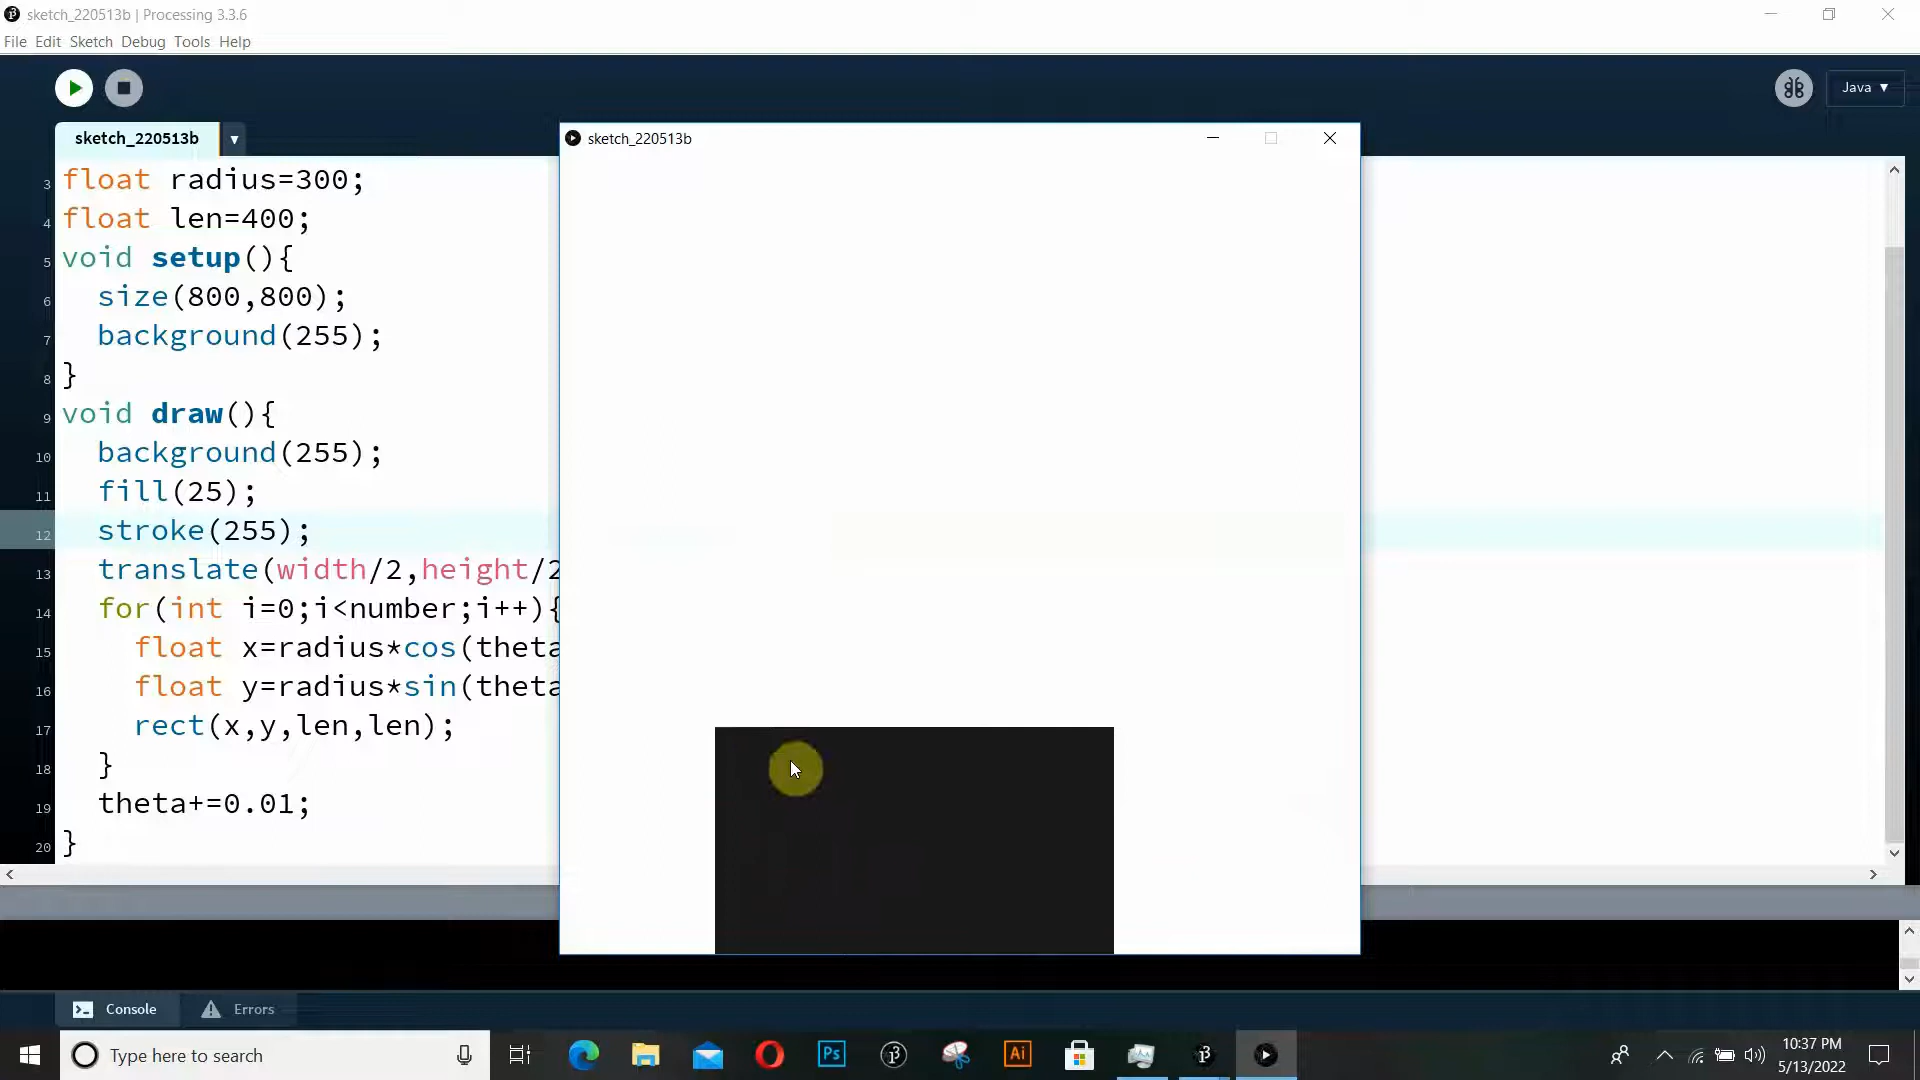 sketch_220513b | Processing 3.3.6
File Edit Sketch Debug Tools Help
Java ▼
sketch_220513b ▼
sketch_220513b
3 float radius=300;
4 float len=400;
5 void setup(){
6 size(800,800);
7 background(255);
8 }
9 void draw(){
10 background(255);
11 fill(25);
12 stroke(255);
13 translate(width/2,height/2
14 for(int i=0;i<number;i++){
15 float x=radius*cos(theta
16 float y=radius*sin(theta
17 rect(x,y,len,len);
18 }
19 theta+=0.01;
20 }
Console Errors
Type here to search
Ps
Ai
10:37 PM
5/13/2022